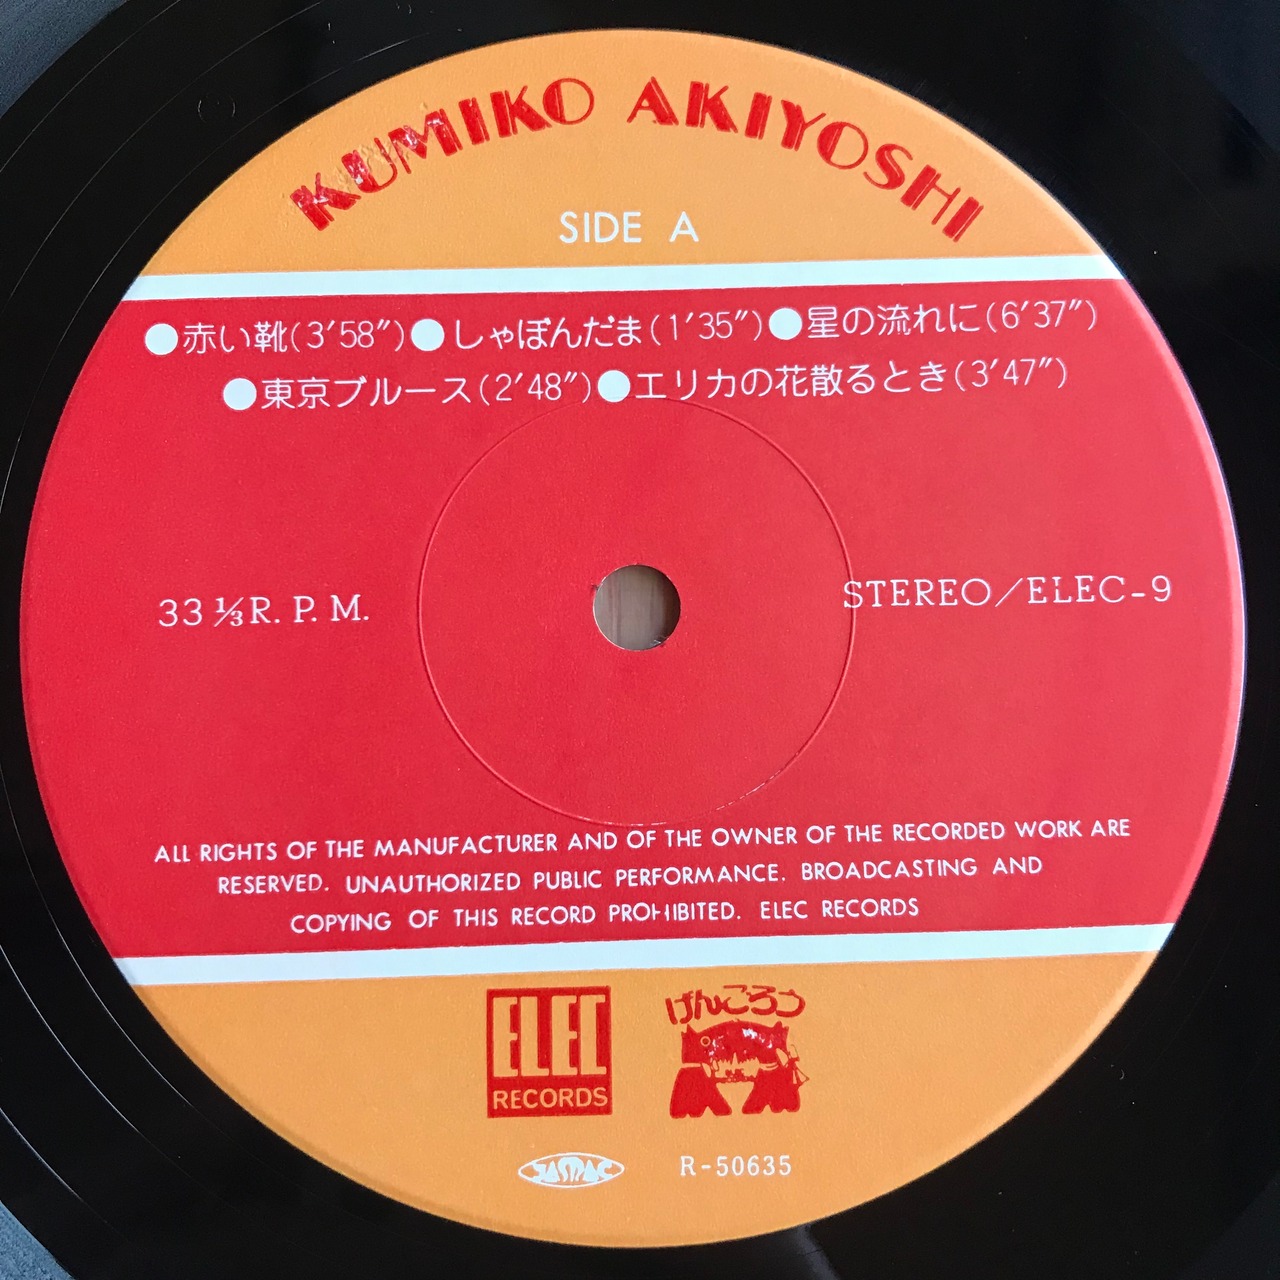 KUMIKO AKIYOSHI
SIDE A
●赤い靴(3′58″)●しゃぼんだま(1′35″)●星の流れに(6′37″)
●東京ブルース(2′48″)●エリカの花散るとき(3′47″)
33 ⅓ R. P. M.
STEREO/ELEC-9
ALL RIGHTS OF THE MANUFACTURER AND OF THE OWNER OF THE RECORDED WORK ARE
RESERVED. UNAUTHORIZED PUBLIC PERFORMANCE. BROADCASTING AND
COPYING OF THIS RECORD PROHIBITED. ELEC RECORDS
ELEC
RECORDS
げんごろう
JASRAC
R-50635